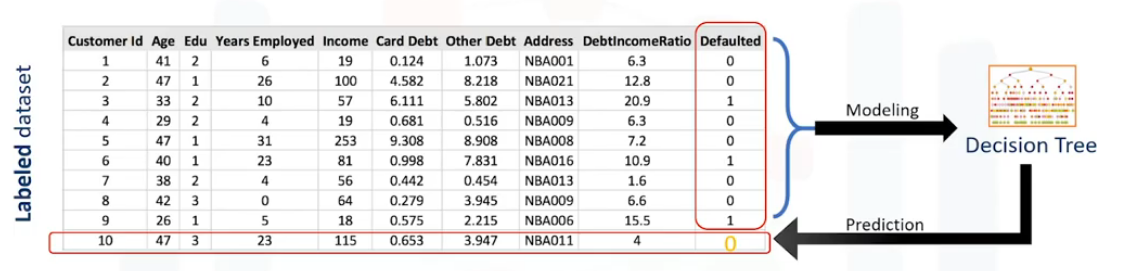 Labeled dataset
Customer Id Age Edu Years Employed Income Card Debt Other Debt Address DebtIncomeRatio Defaulted
1 41 2 6 19 0.124 1.073 NBA001 6.3 0
2 47 1 26 100 4.582 8.218 NBA021 12.8 0
3 33 2 10 57 6.111 5.802 NBA013 20.9 1
4 29 2 4 19 0.681 0.516 NBA009 6.3 0
5 47 1 31 253 9.308 8.908 NBA008 7.2 0
6 40 1 23 81 0.998 7.831 NBA016 10.9 1
7 38 2 4 56 0.442 0.454 NBA013 1.6 0
8 42 3 0 64 0.279 3.945 NBA009 6.6 0
9 26 1 5 18 0.575 2.215 NBA006 15.5 1
10 47 3 23 115 0.653 3.947 NBA011 4 0
Modeling
Decision Tree
Prediction